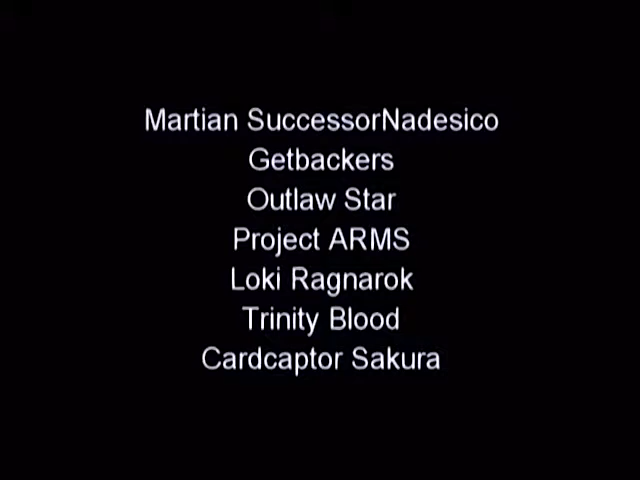 Martian SuccessorNadesico
Getbackers
Outlaw Star
Project ARMS
Loki Ragnarok
Trinity Blood
Cardcaptor Sakura